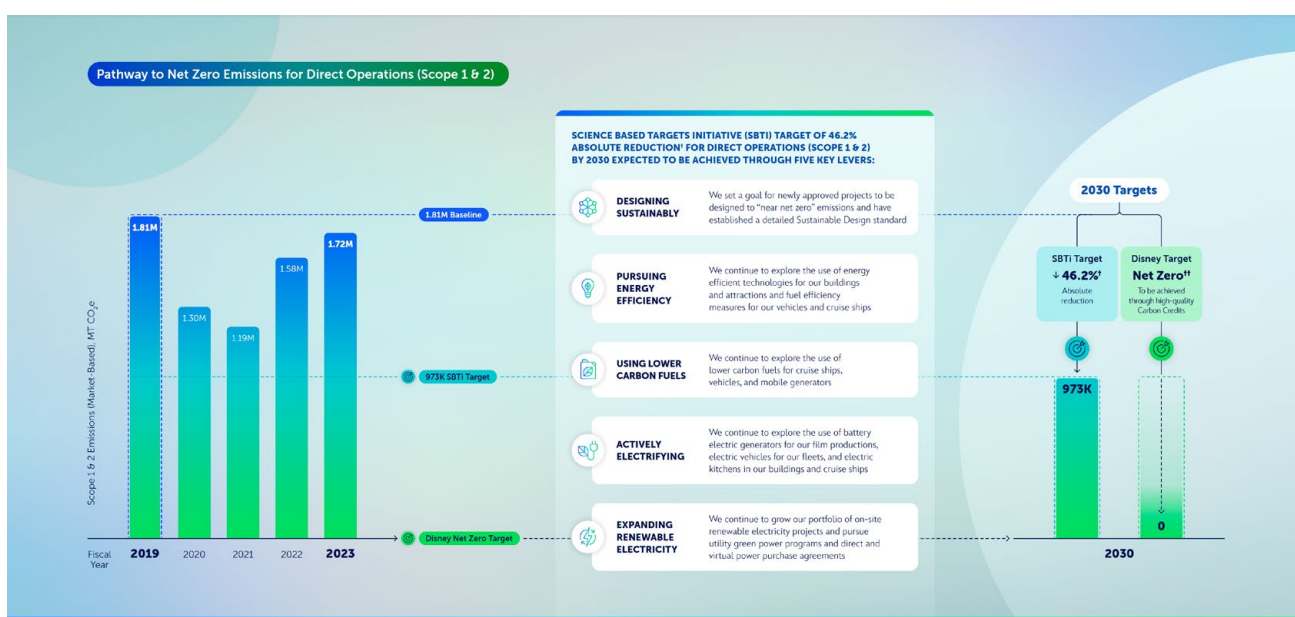 Pathway to Net Zero Emissions for Direct Operations (Scope 1 & 2)
Scope 1 & 2 Emissions (Market-Based), MT CO₂e
1.81M
1.30M
1.19M
1.58M
1.72M
Fiscal
Year
2019
2020
2021
2022
2023
1.81M Baseline
973K SBTi Target
Disney Net Zero Target
SCIENCE BASED TARGETS INITIATIVE (SBTI) TARGET OF 46.2%
ABSOLUTE REDUCTION† FOR DIRECT OPERATIONS (SCOPE 1 & 2)
BY 2030 EXPECTED TO BE ACHIEVED THROUGH FIVE KEY LEVERS:
DESIGNING
SUSTAINABLY
We set a goal for newly approved projects to be
designed to “near net zero” emissions and have
established a detailed Sustainable Design standard
PURSUING
ENERGY
EFFICIENCY
We continue to explore the use of energy
efficient technologies for our buildings
and attractions and fuel efficiency
measures for our vehicles and cruise ships
USING LOWER
CARBON FUELS
We continue to explore the use of
lower carbon fuels for cruise ships,
vehicles, and mobile generators
ACTIVELY
ELECTRIFYING
We continue to explore the use of battery
electric generators for our film productions,
electric vehicles for our fleets, and electric
kitchens in our buildings and cruise ships
EXPANDING
RENEWABLE
ELECTRICITY
We continue to grow our portfolio of on-site
renewable electricity projects and pursue
utility green power programs and direct and
virtual power purchase agreements
2030 Targets
SBTi Target
↓ 46.2%†
Absolute
reduction
Disney Target
Net Zero††
To be achieved
through high-quality
Carbon Credits
973K
0
2030